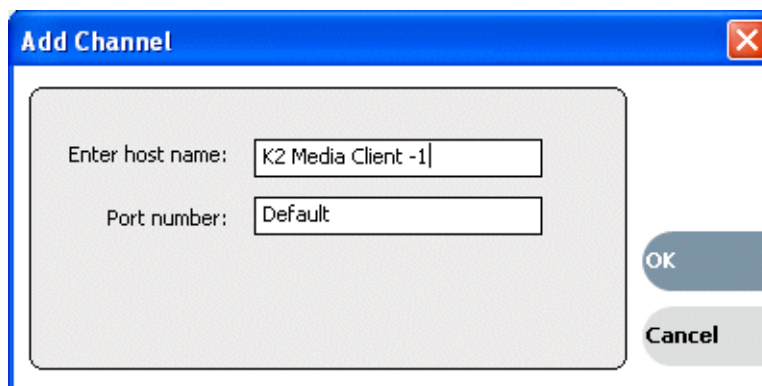 Add Channel
Enter host name: K2 Media Client -1
Port number: Default
OK
Cancel